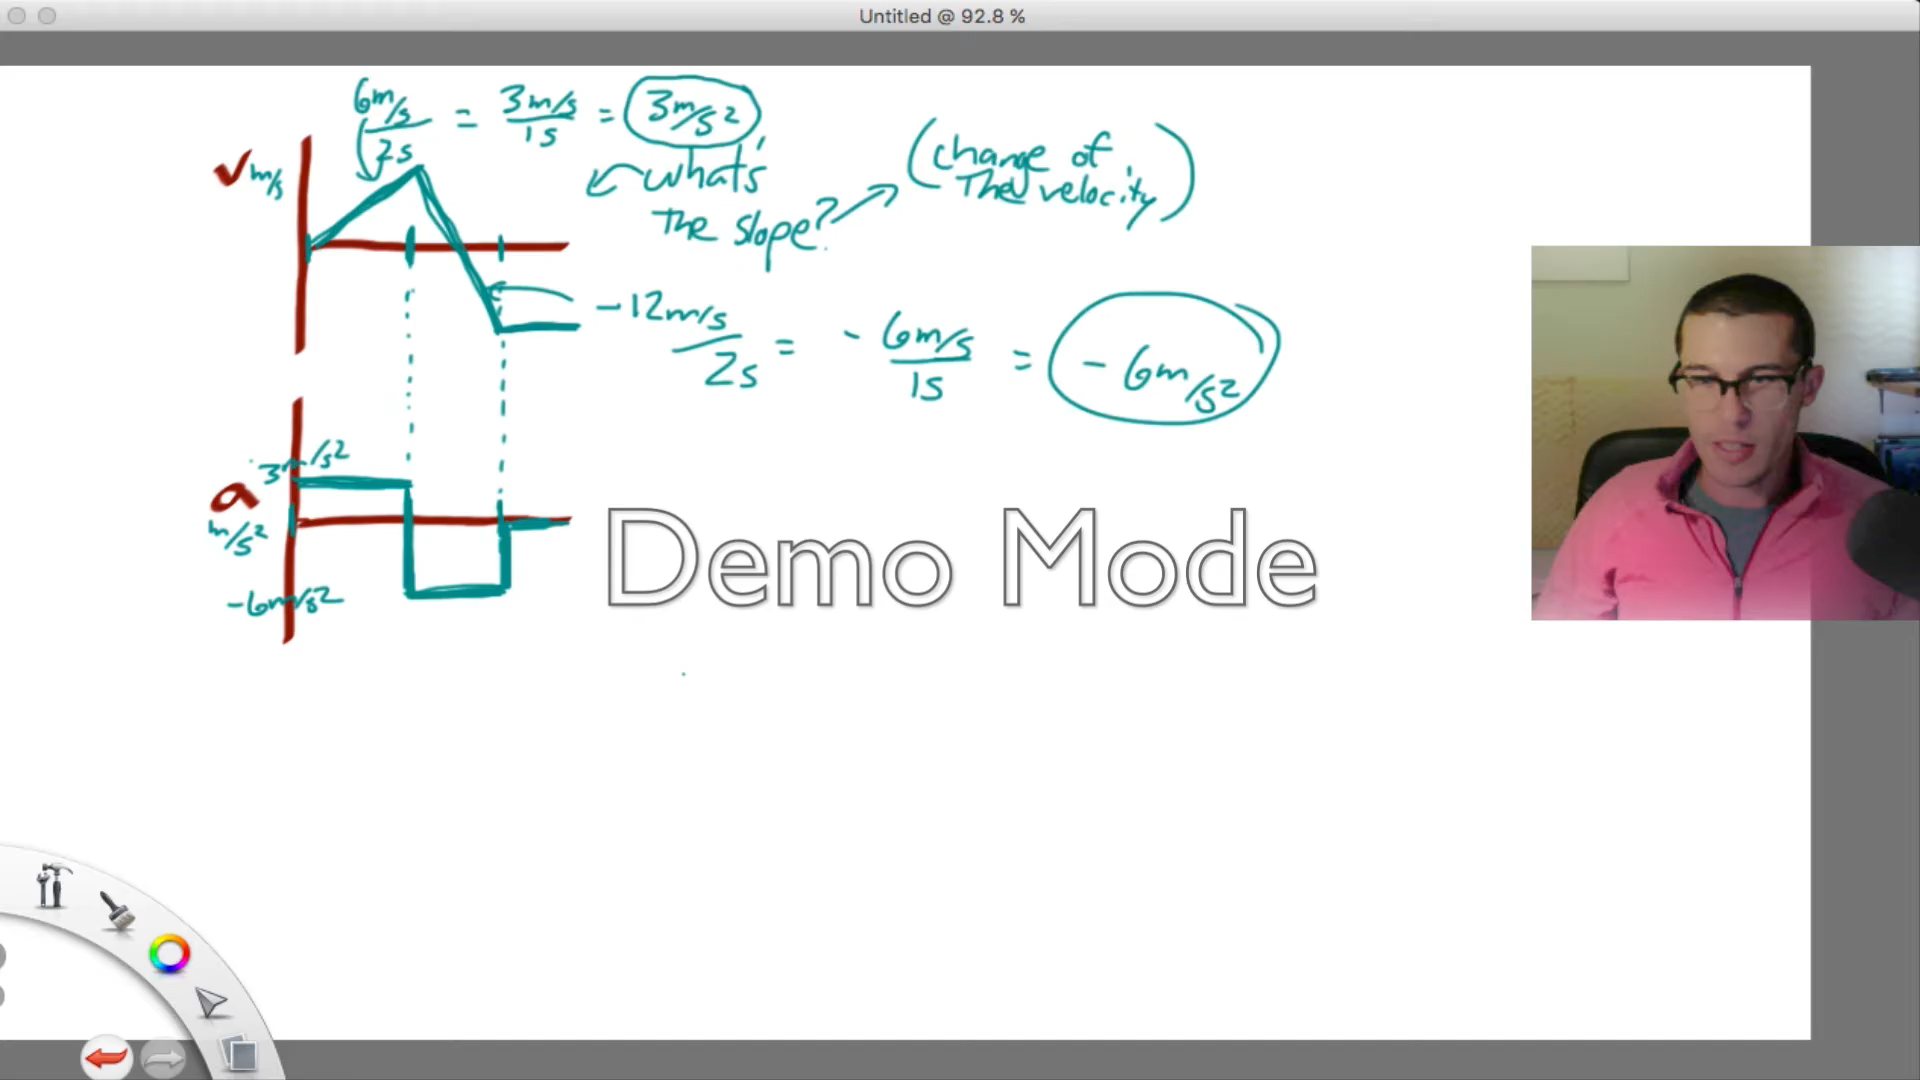 Untitled @ 92.8 %
6m/s / 2s = 3m/s / 1s = 3m/s²
v m/s
what's
the slope?
(change of
the velocity)
-12m/s / 2s = -6m/s / 1s = -6m/s²
3m/s²
a
m/s²
-6m/s²
Demo Mode